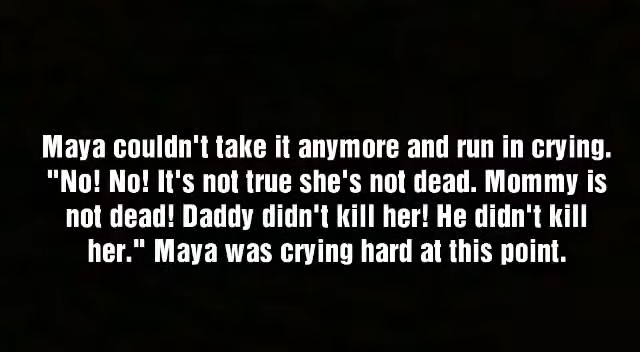 Maya couldn't take it anymore and run in crying.
"No! No! It's not true she's not dead. Mommy is
not dead! Daddy didn't kill her! He didn't kill
her." Maya was crying hard at this point.